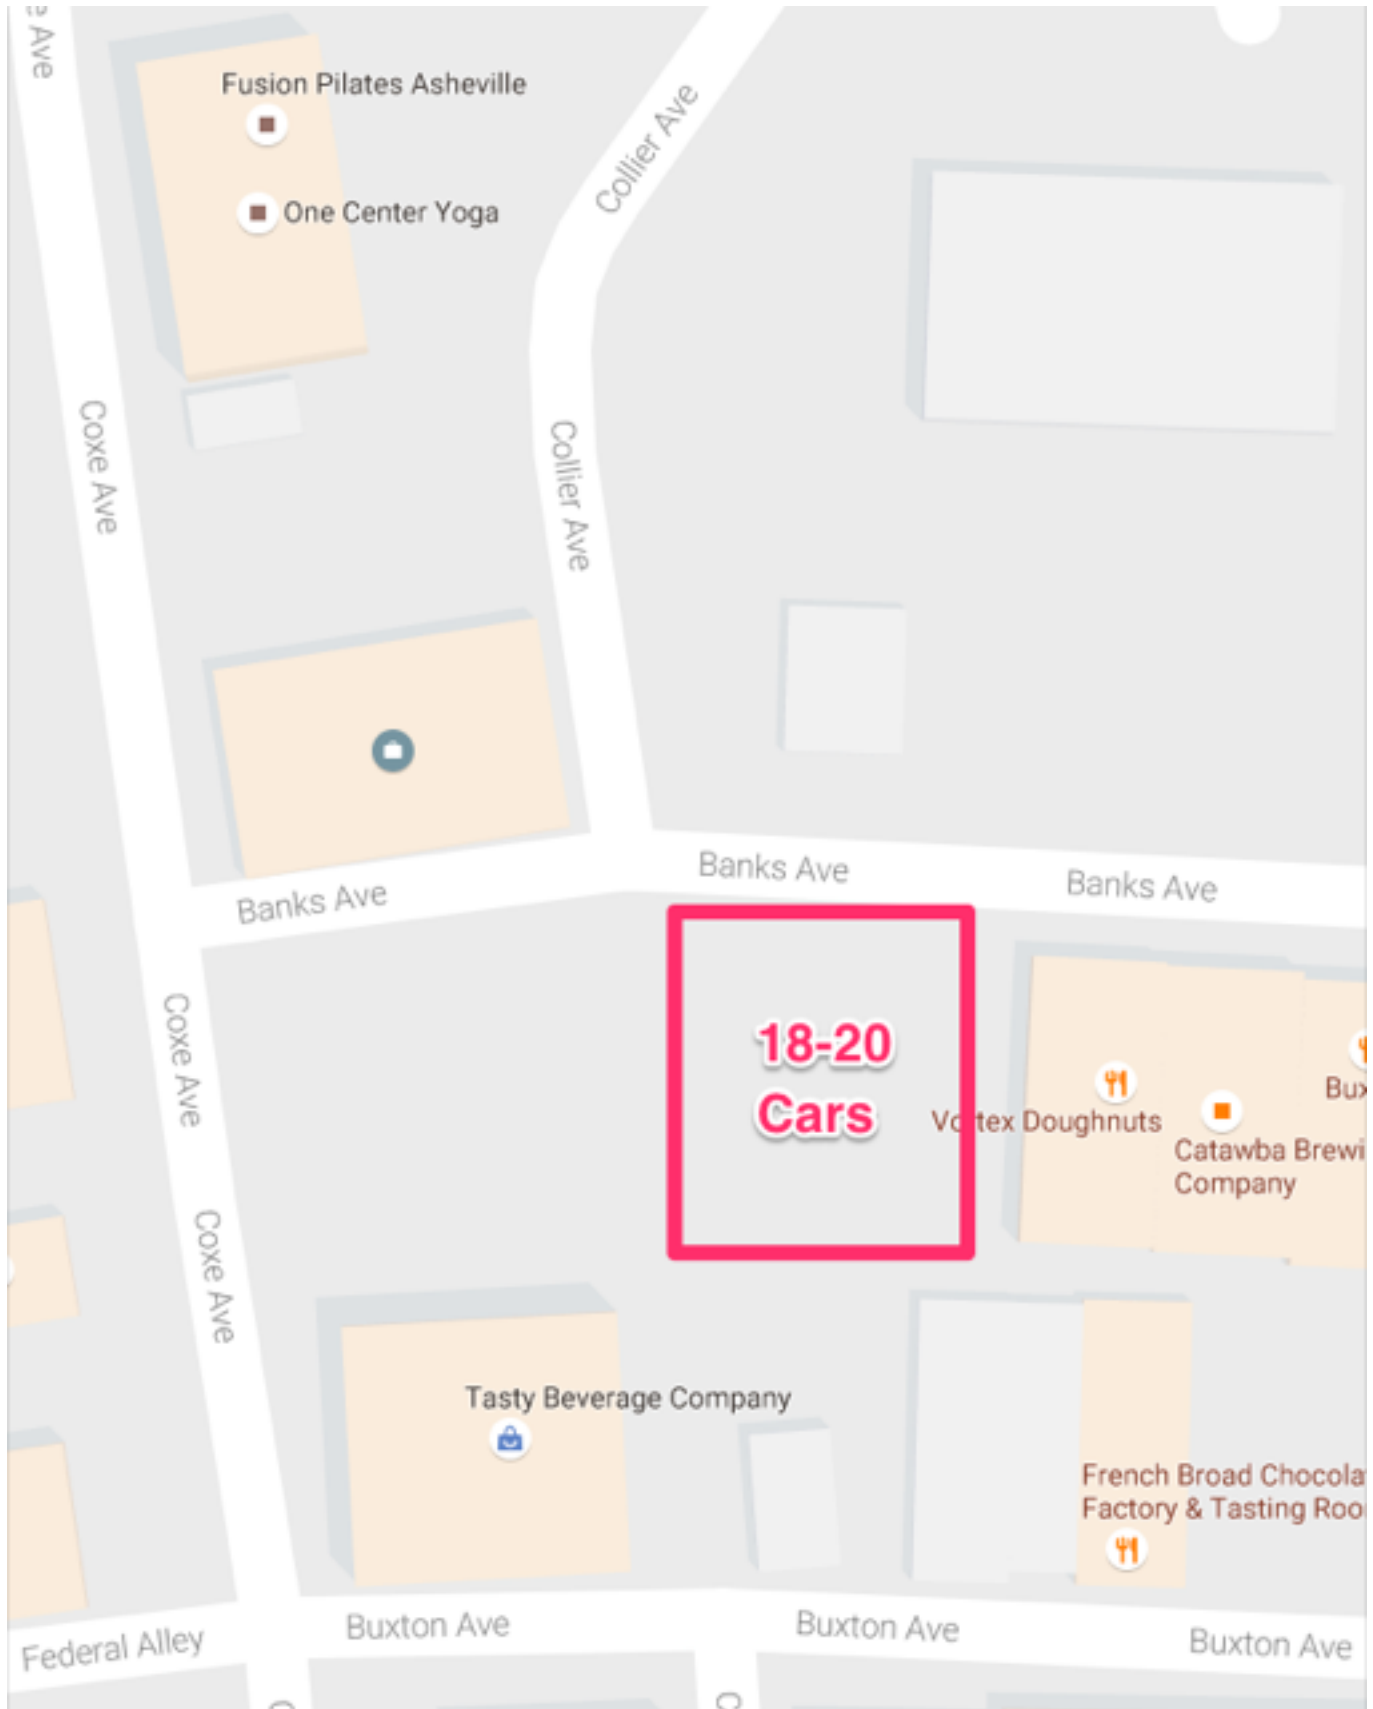 Ave
Fusion Pilates Asheville
One Center Yoga
Collier Ave
Coxe Ave
Collier Ave
Banks Ave
Banks Ave
Banks Ave
Coxe Ave
18-20
Cars
Vortex Doughnuts
Catawba Brewi
Company
Bux
Coxe Ave
Tasty Beverage Company
French Broad Chocola
Factory & Tasting Roo
Buxton Ave
Buxton Ave
Buxton Ave
Federal Alley